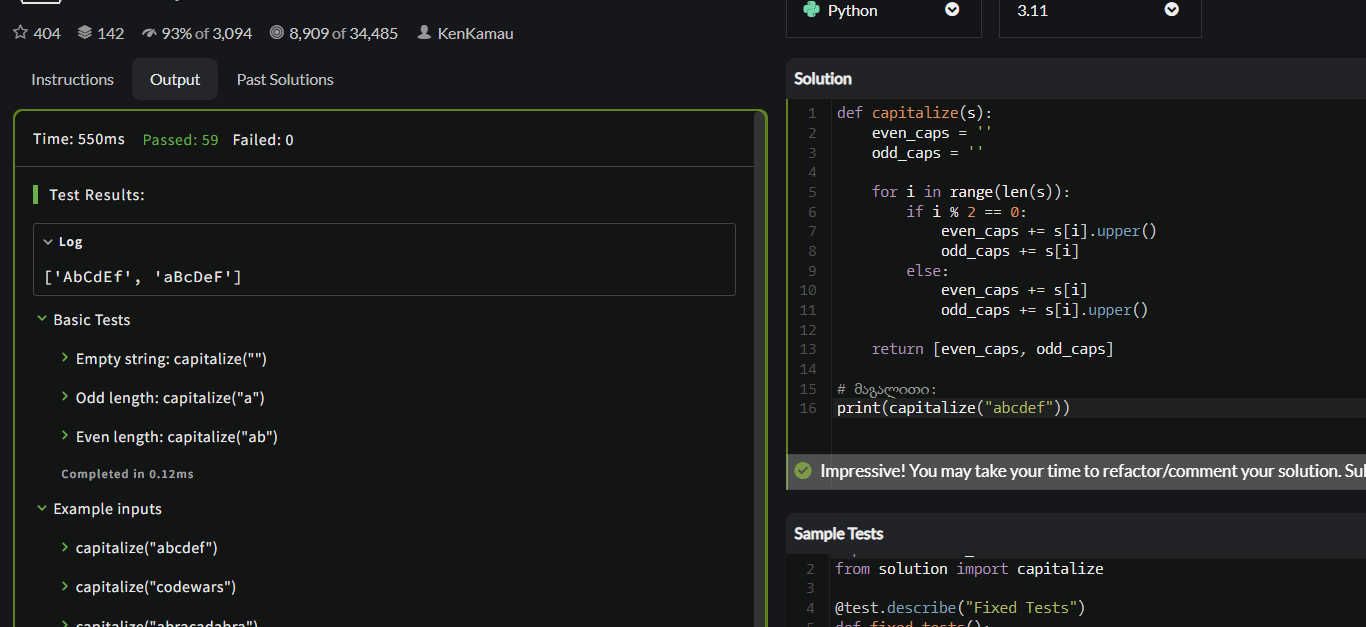 404 142 93% of 3,094 8,909 of 34,485 KenKamau
Instructions Output Past Solutions
Time: 550ms Passed: 59 Failed: 0
Test Results:
Log
['AbCdEf', 'aBcDeF']
Basic Tests
Empty string: capitalize("")
Odd length: capitalize("a")
Even length: capitalize("ab")
Completed in 0.12ms
Example inputs
capitalize("abcdef")
capitalize("codewars")
capitalize("abracadabra")
Python 3.11
Solution
1 def capitalize(s):
2 even_caps = ''
3 odd_caps = ''
4
5 for i in range(len(s)):
6 if i % 2 == 0:
7 even_caps += s[i].upper()
8 odd_caps += s[i]
9 else:
10 even_caps += s[i]
11 odd_caps += s[i].upper()
12
13 return [even_caps, odd_caps]
14
15 # მაგალითი:
16 print(capitalize("abcdef"))
Impressive! You may take your time to refactor/comment your solution.
Sample Tests
2 from solution import capitalize
3
4 @test.describe("Fixed Tests")
5 def fixed_tests():